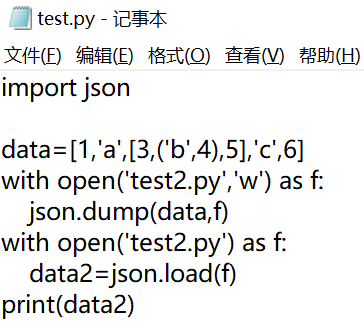 test.py - 记事本
文件(F) 编辑(E) 格式(O) 查看(V) 帮助(H)
import json

data=[1,'a',[3,('b',4),5],'c',6]
with open('test2.py','w') as f:
    json.dump(data,f)
with open('test2.py') as f:
    data2=json.load(f)
print(data2)